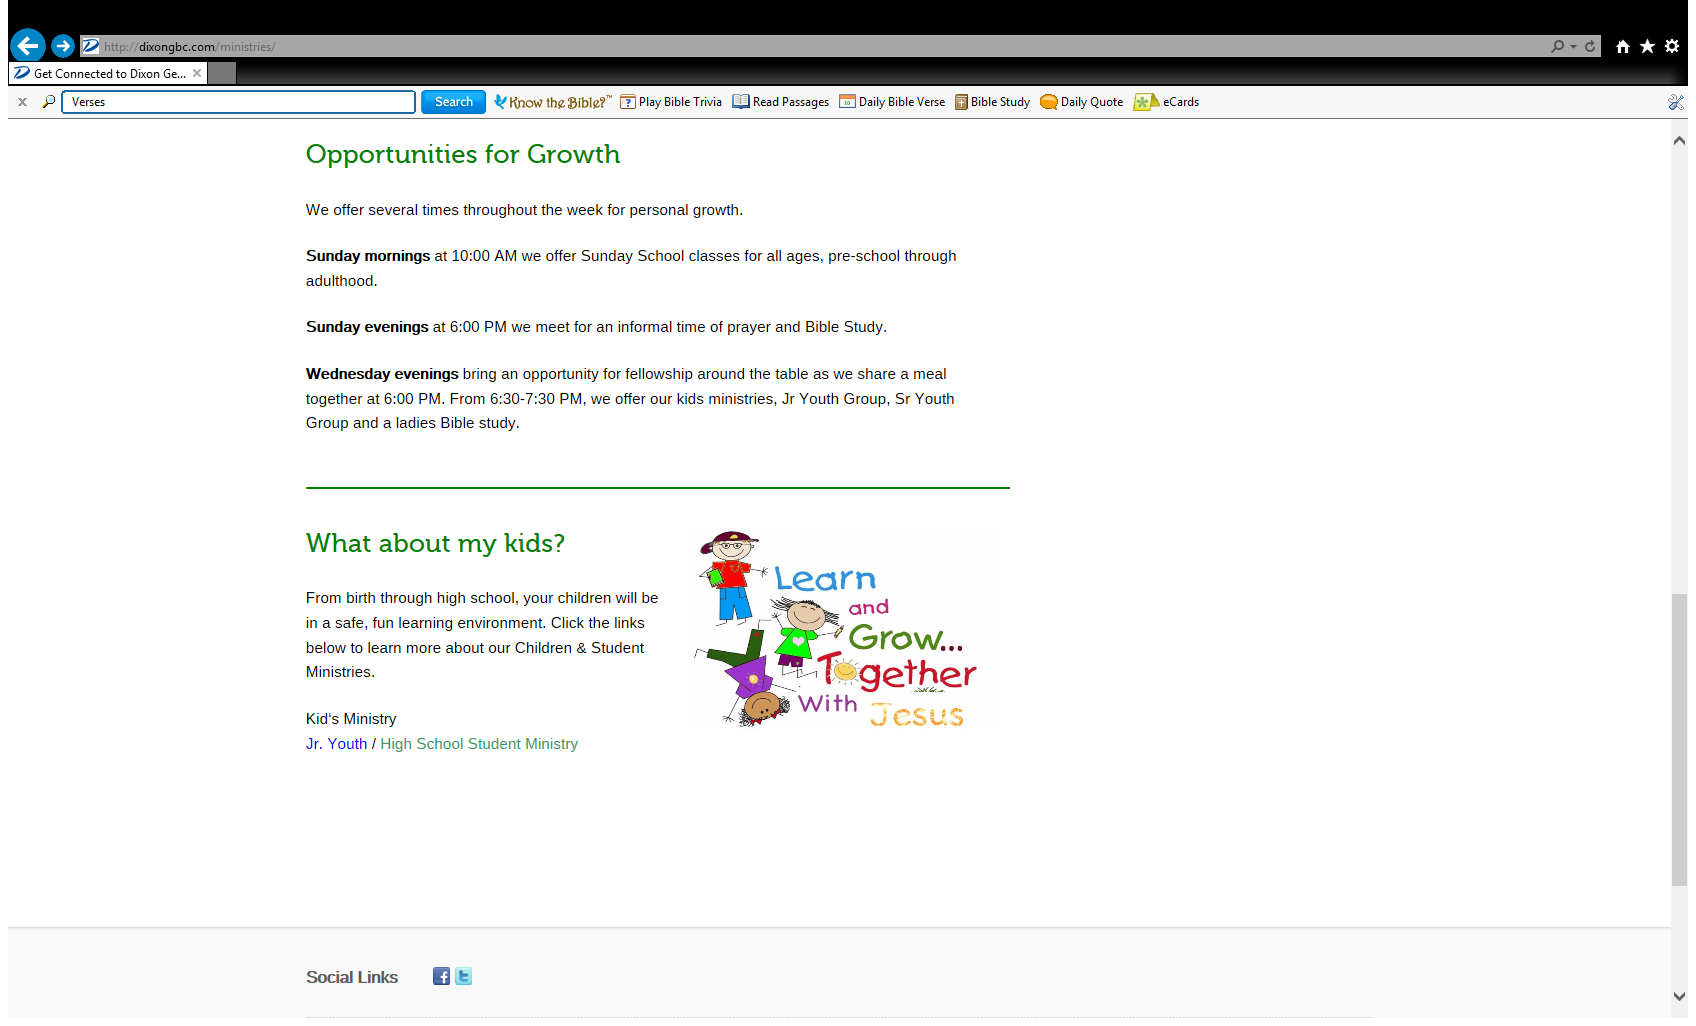 http://dixongbc.com/ministries/
Get Connected to Dixon Ge...
Verses Search Know the Bible?™ Play Bible Trivia Read Passages Daily Bible Verse Bible Study Daily Quote eCards
Opportunities for Growth
We offer several times throughout the week for personal growth.
Sunday mornings at 10:00 AM we offer Sunday School classes for all ages, pre-school through
adulthood.
Sunday evenings at 6:00 PM we meet for an informal time of prayer and Bible Study.
Wednesday evenings bring an opportunity for fellowship around the table as we share a meal
together at 6:00 PM. From 6:30-7:30 PM, we offer our kids ministries, Jr Youth Group, Sr Youth
Group and a ladies Bible study.
What about my kids?
From birth through high school, your children will be
in a safe, fun learning environment. Click the links
below to learn more about our Children & Student
Ministries.
Kid's Ministry
Jr. Youth / High School Student Ministry
Learn
and
Grow...
Together
With Jesus
Social Links